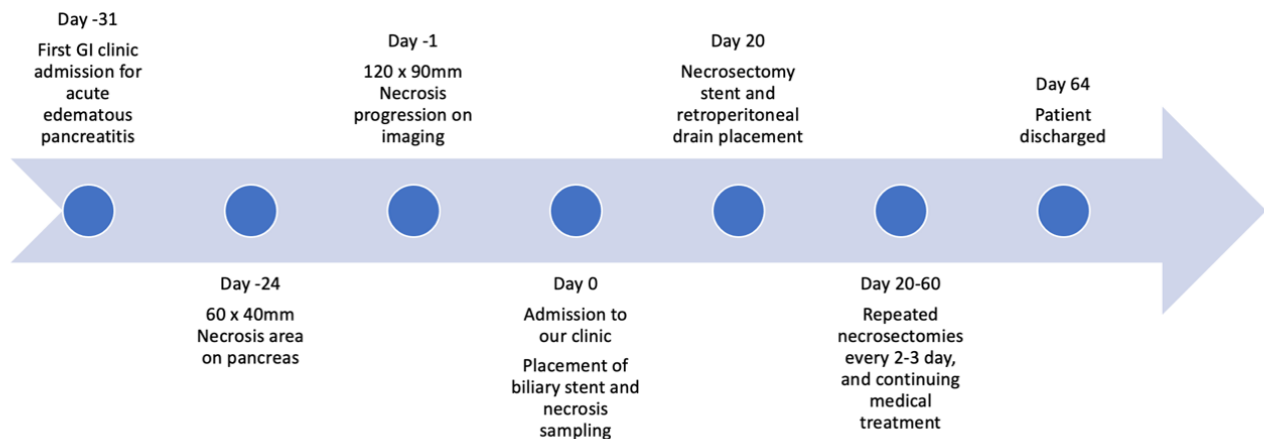 Day -31
First GI clinic
admission for
acute
edematous
pancreatitis
Day -24
60 x 40mm
Necrosis area
on pancreas
Day -1
120 x 90mm
Necrosis
progression on
imaging
Day 0
Admission to
our clinic
Placement of
biliary stent and
necrosis
sampling
Day 20
Necrosectomy
stent and
retroperitoneal
drain placement
Day 20-60
Repeated
necrosectomies
every 2-3 day,
and continuing
medical
treatment
Day 64
Patient
discharged